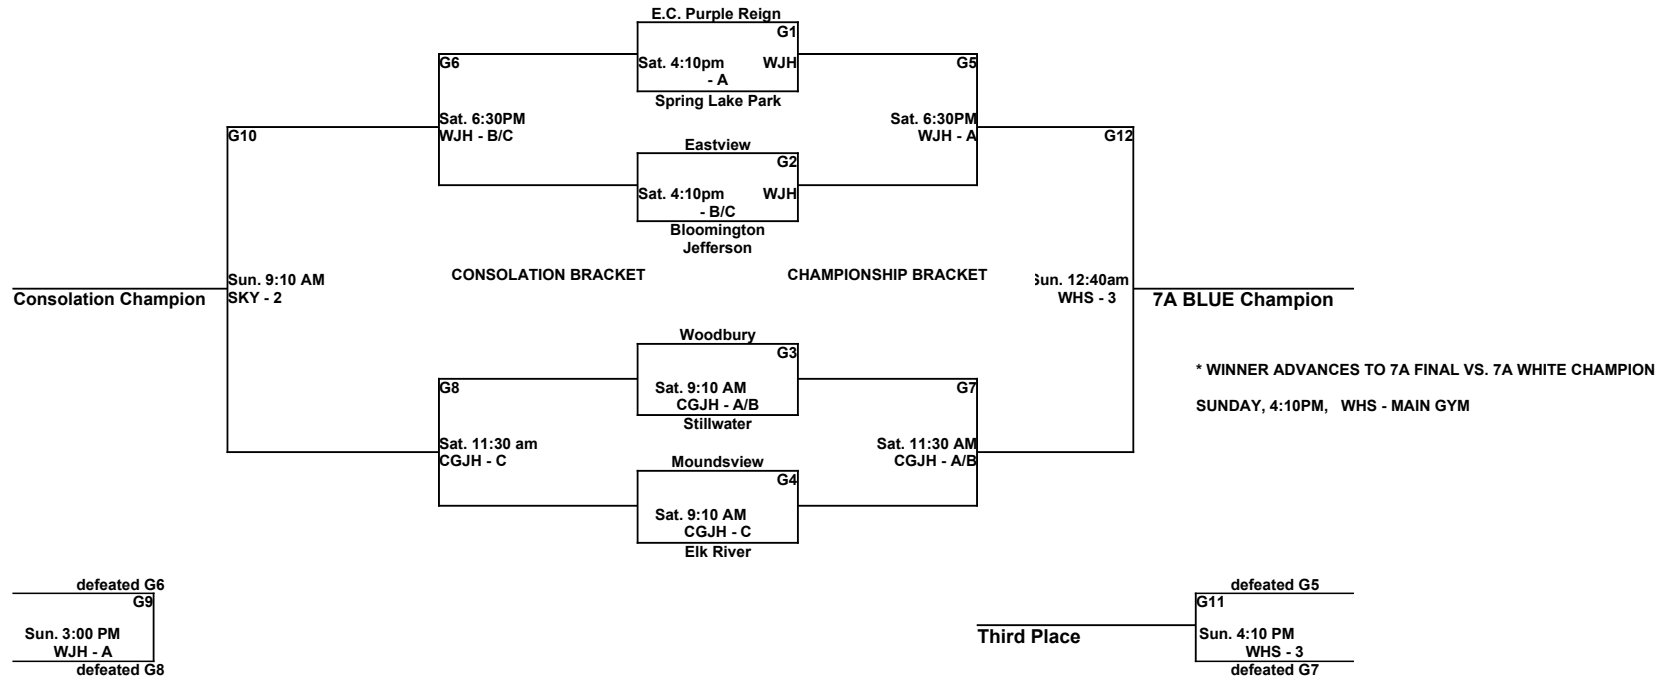 E.C. Purple Reign
G1
G6
Sat. 4:10pm WJH
- A
G5
Spring Lake Park
Sat. 6:30PM
WJH - B/C
Sat. 6:30PM
WJH - A
G10
G12
Eastview
G2
Sat. 4:10pm WJH
- B/C
Bloomington
Jefferson
CONSOLATION BRACKET
CHAMPIONSHIP BRACKET
Sun. 9:10 AM
SKY - 2
Sun. 12:40am
WHS - 3
Consolation Champion
7A BLUE Champion
Woodbury
G3
* WINNER ADVANCES TO 7A FINAL VS. 7A WHITE CHAMPION
SUNDAY, 4:10PM, WHS - MAIN GYM
G8
Sat. 9:10 AM
CGJH - A/B
G7
Stillwater
Sat. 11:30 am
CGJH - C
Sat. 11:30 AM
CGJH - A/B
Moundsview
G4
Sat. 9:10 AM
CGJH - C
Elk River
defeated G6
G9
Sun. 3:00 PM
WJH - A
defeated G8
defeated G5
G11
Third Place
Sun. 4:10 PM
WHS - 3
defeated G7